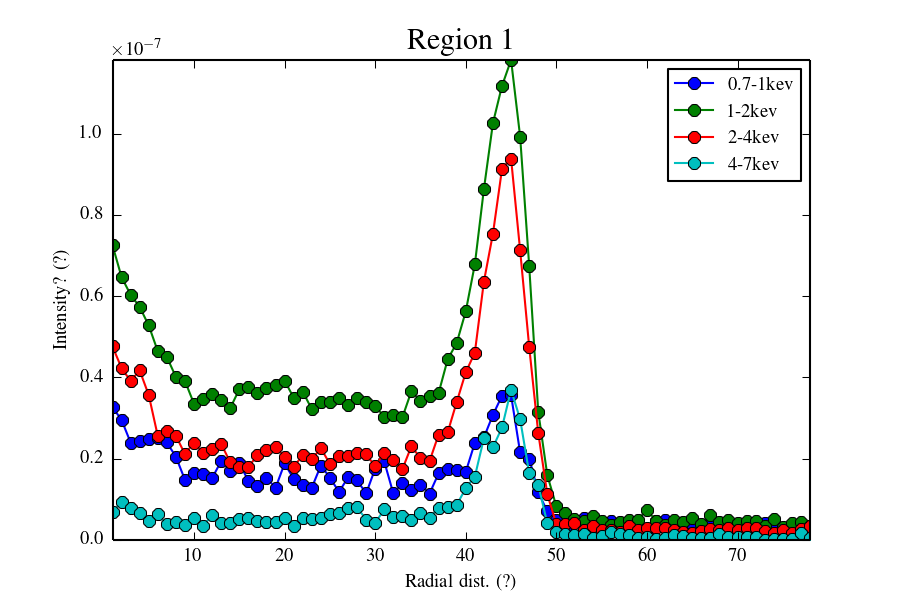 Region 1
×10⁻⁷
0.7-1kev
1-2kev
2-4kev
4-7kev
1.0
0.8
0.6
0.4
0.2
0.0
Intensity? (?)
10 20 30 40 50 60 70
Radial dist. (?)